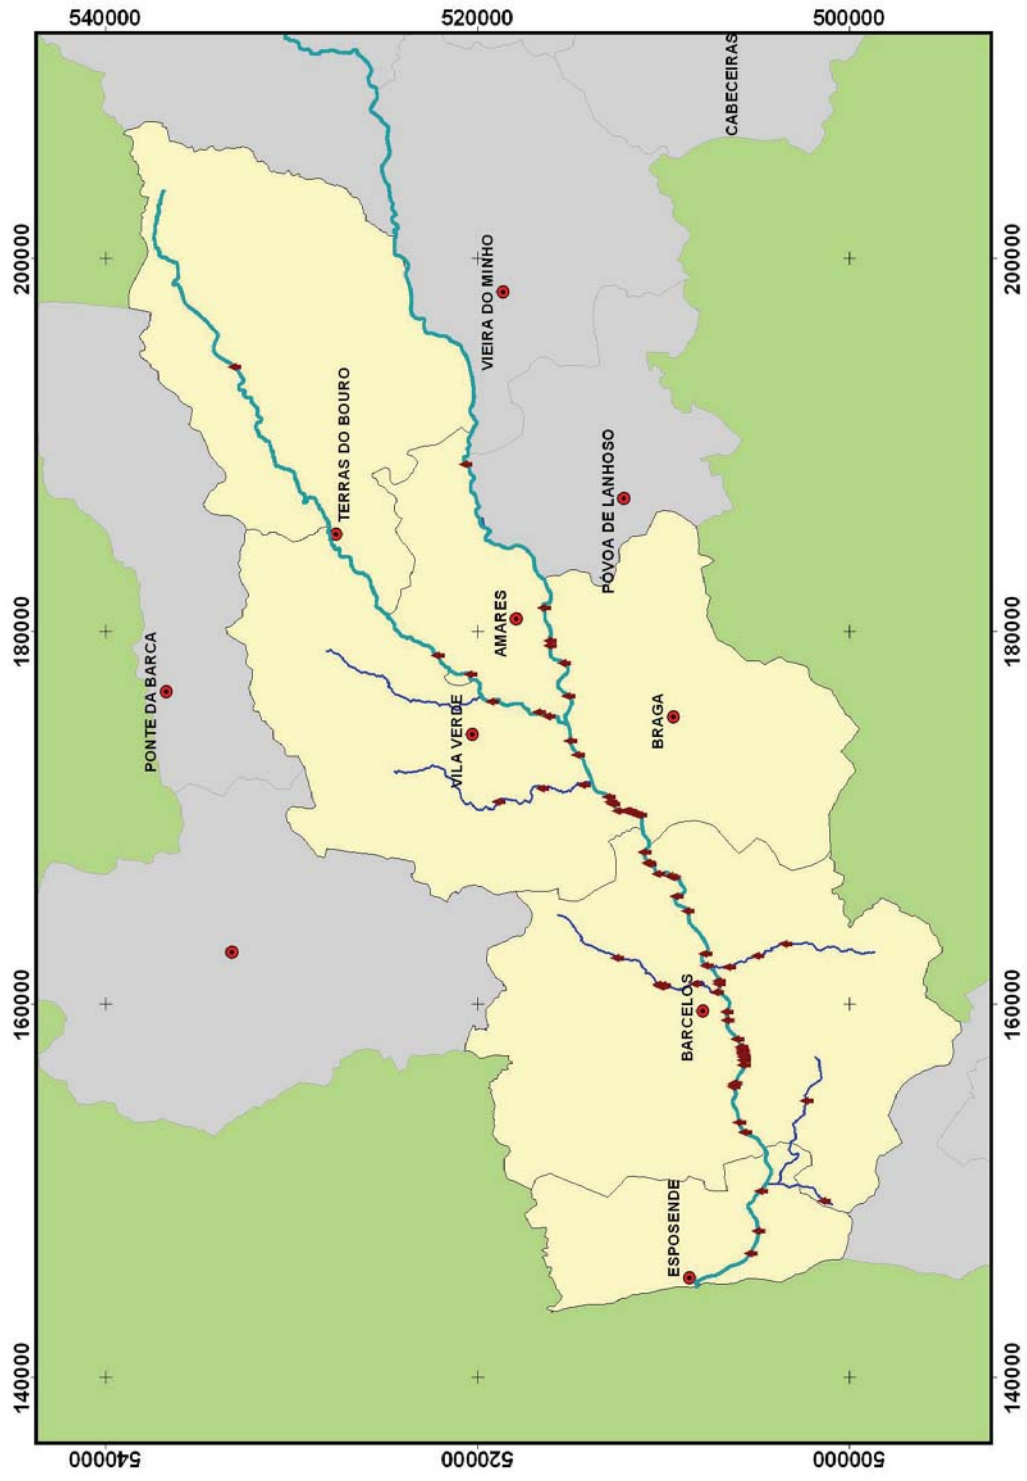 540000
520000
500000
CABECEIRAS
200000
200000
VIEIRA DO MINHO
TERRAS DO BOURO
PÓVOA DE LANHOSO
180000
180000
AMARES
PONTE DA BARCA
VILA VERDE
BRAGA
160000
160000
BARCELOS
ESPOSENDE
140000
140000
540000
520000
500000